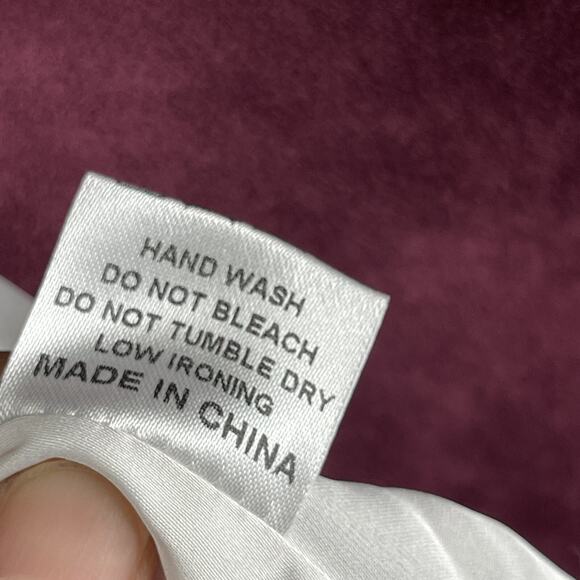 HAND WASH
DO NOT BLEACH
DO NOT TUMBLE DRY
LOW IRONING
MADE IN CHINA